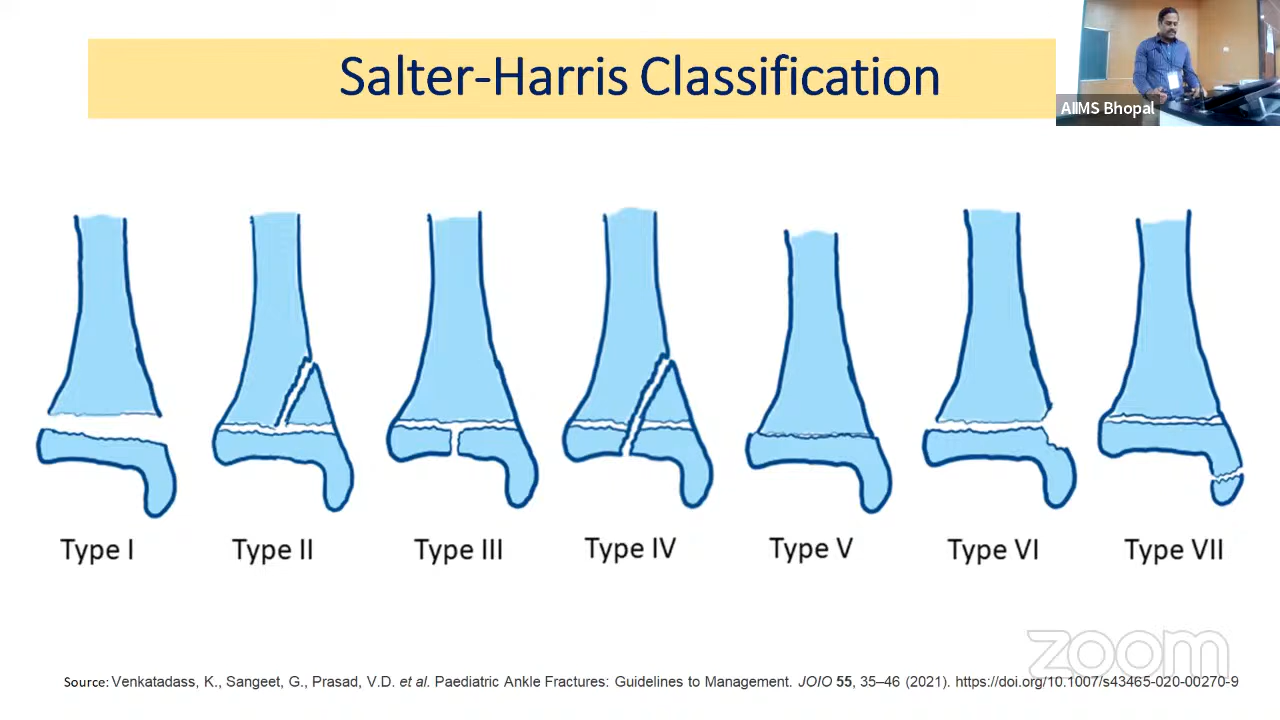 Salter-Harris Classification
AIIMS Bhopal
Type I
Type II
Type III
Type IV
Type V
Type VI
Type VII
zoom
Source: Venkatadass, K., Sangeet, G., Prasad, V.D. et al. Paediatric Ankle Fractures: Guidelines to Management. JOIO 55, 35–46 (2021). https://doi.org/10.1007/s43465-020-00270-9